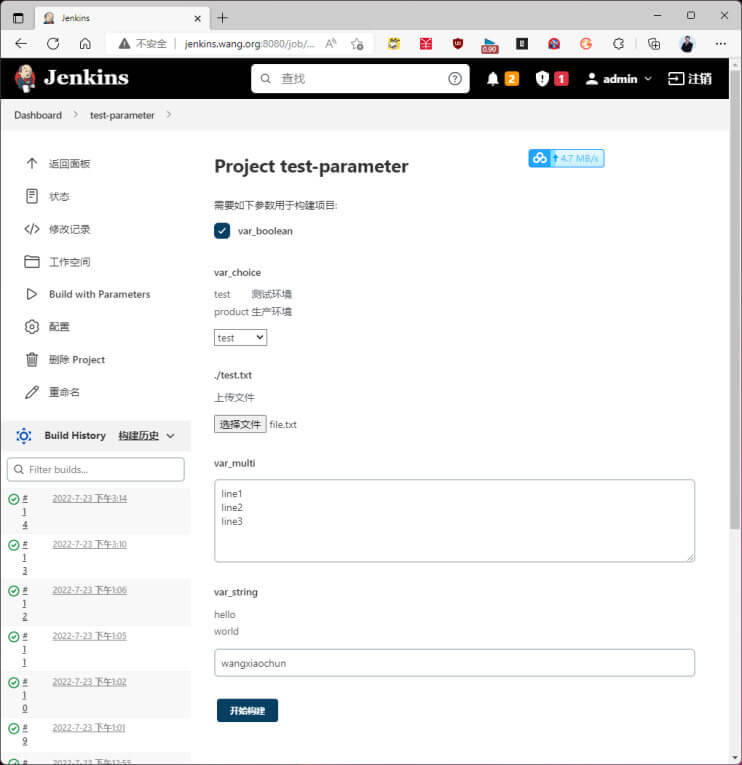 Jenkins
不安全 jenkins.wang.org:8080/job/...
0.90
Jenkins
查找
2
1
admin
注销
Dashboard
test-parameter
返回面板
状态
修改记录
工作空间
Build with Parameters
配置
删除 Project
重命名
Build History 构建历史
Filter builds...
#14 2022-7-23 下午3:14
#13 2022-7-23 下午3:10
#12 2022-7-23 下午1:06
#11 2022-7-23 下午1:05
#10 2022-7-23 下午1:02
#9 2022-7-23 下午1:01
# 2022-7-23 下午12:55
Project test-parameter
4.7 MB/s
需要如下参数用于构建项目:
var_boolean
var_choice
test 测试环境
product 生产环境
test
./test.txt
上传文件
选择文件 file.txt
var_multi
line1
line2
line3
var_string
hello
world
wangxiaochun
开始构建